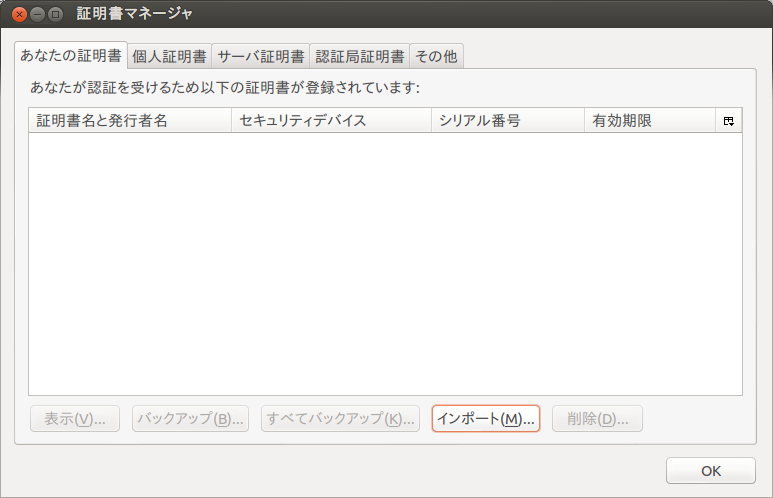 証明書マネージャ
あなたの証明書 個人証明書 サーバ証明書 認証局証明書 その他
あなたが認証を受けるため以下の証明書が登録されています:
証明書名と発行者名 セキュリティデバイス シリアル番号 有効期限
表示(V)... バックアップ(B)... すべてバックアップ(K)... インポート(M)... 削除(D)...
OK